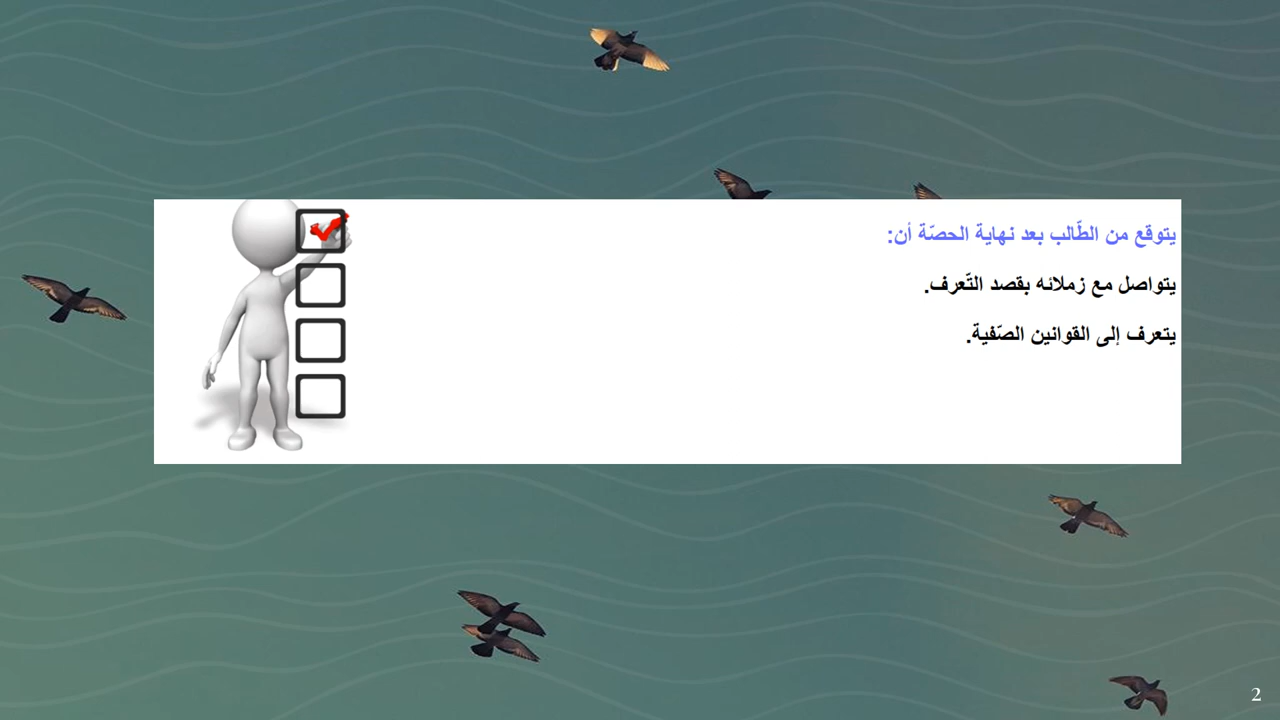 يتوقع من الطّالب بعد نهاية الحصّة أن:
يتواصل مع زملائه بقصد التّعرف.
يتعرف إلى القوانين الصّفية.
2